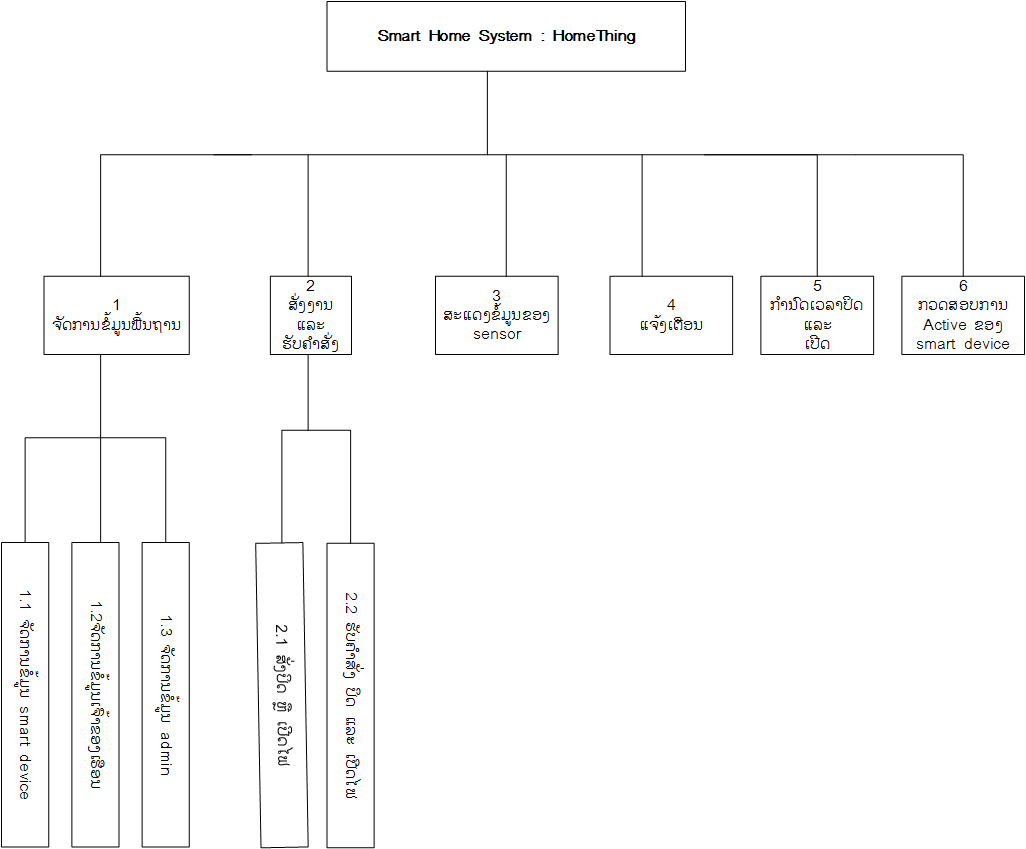 Smart Home System : HomeThing
1
ຈັດການຂໍ້ມູນພື້ນຖານ
2
ສັ່ງງານ
ແລະ
ຮັບຄຳສັ່ງ
3
ສະແດງຂໍ້ມູນຂອງ
sensor
4
ແຈ້ງເຕືອນ
5
ກຳນົດເວລາປິດ
ແລະ
ເປີດ
6
ກວດສອບການ
Active ຂອງ
smart device
1.1 ຈັດການຂໍ້ມູນ smart device
1.2ຈັດການຂໍ້ມູນເຈົ້າຂອງເຮືອນ
1.3 ຈັດການຂໍ້ມູນ admin
2.1 ສັ່ງປິດ ຫຼື ເປີດໄຟ
2.2 ຮັບຄຳສັ່ງ ປິດ ແລະ ເປີດໄຟ